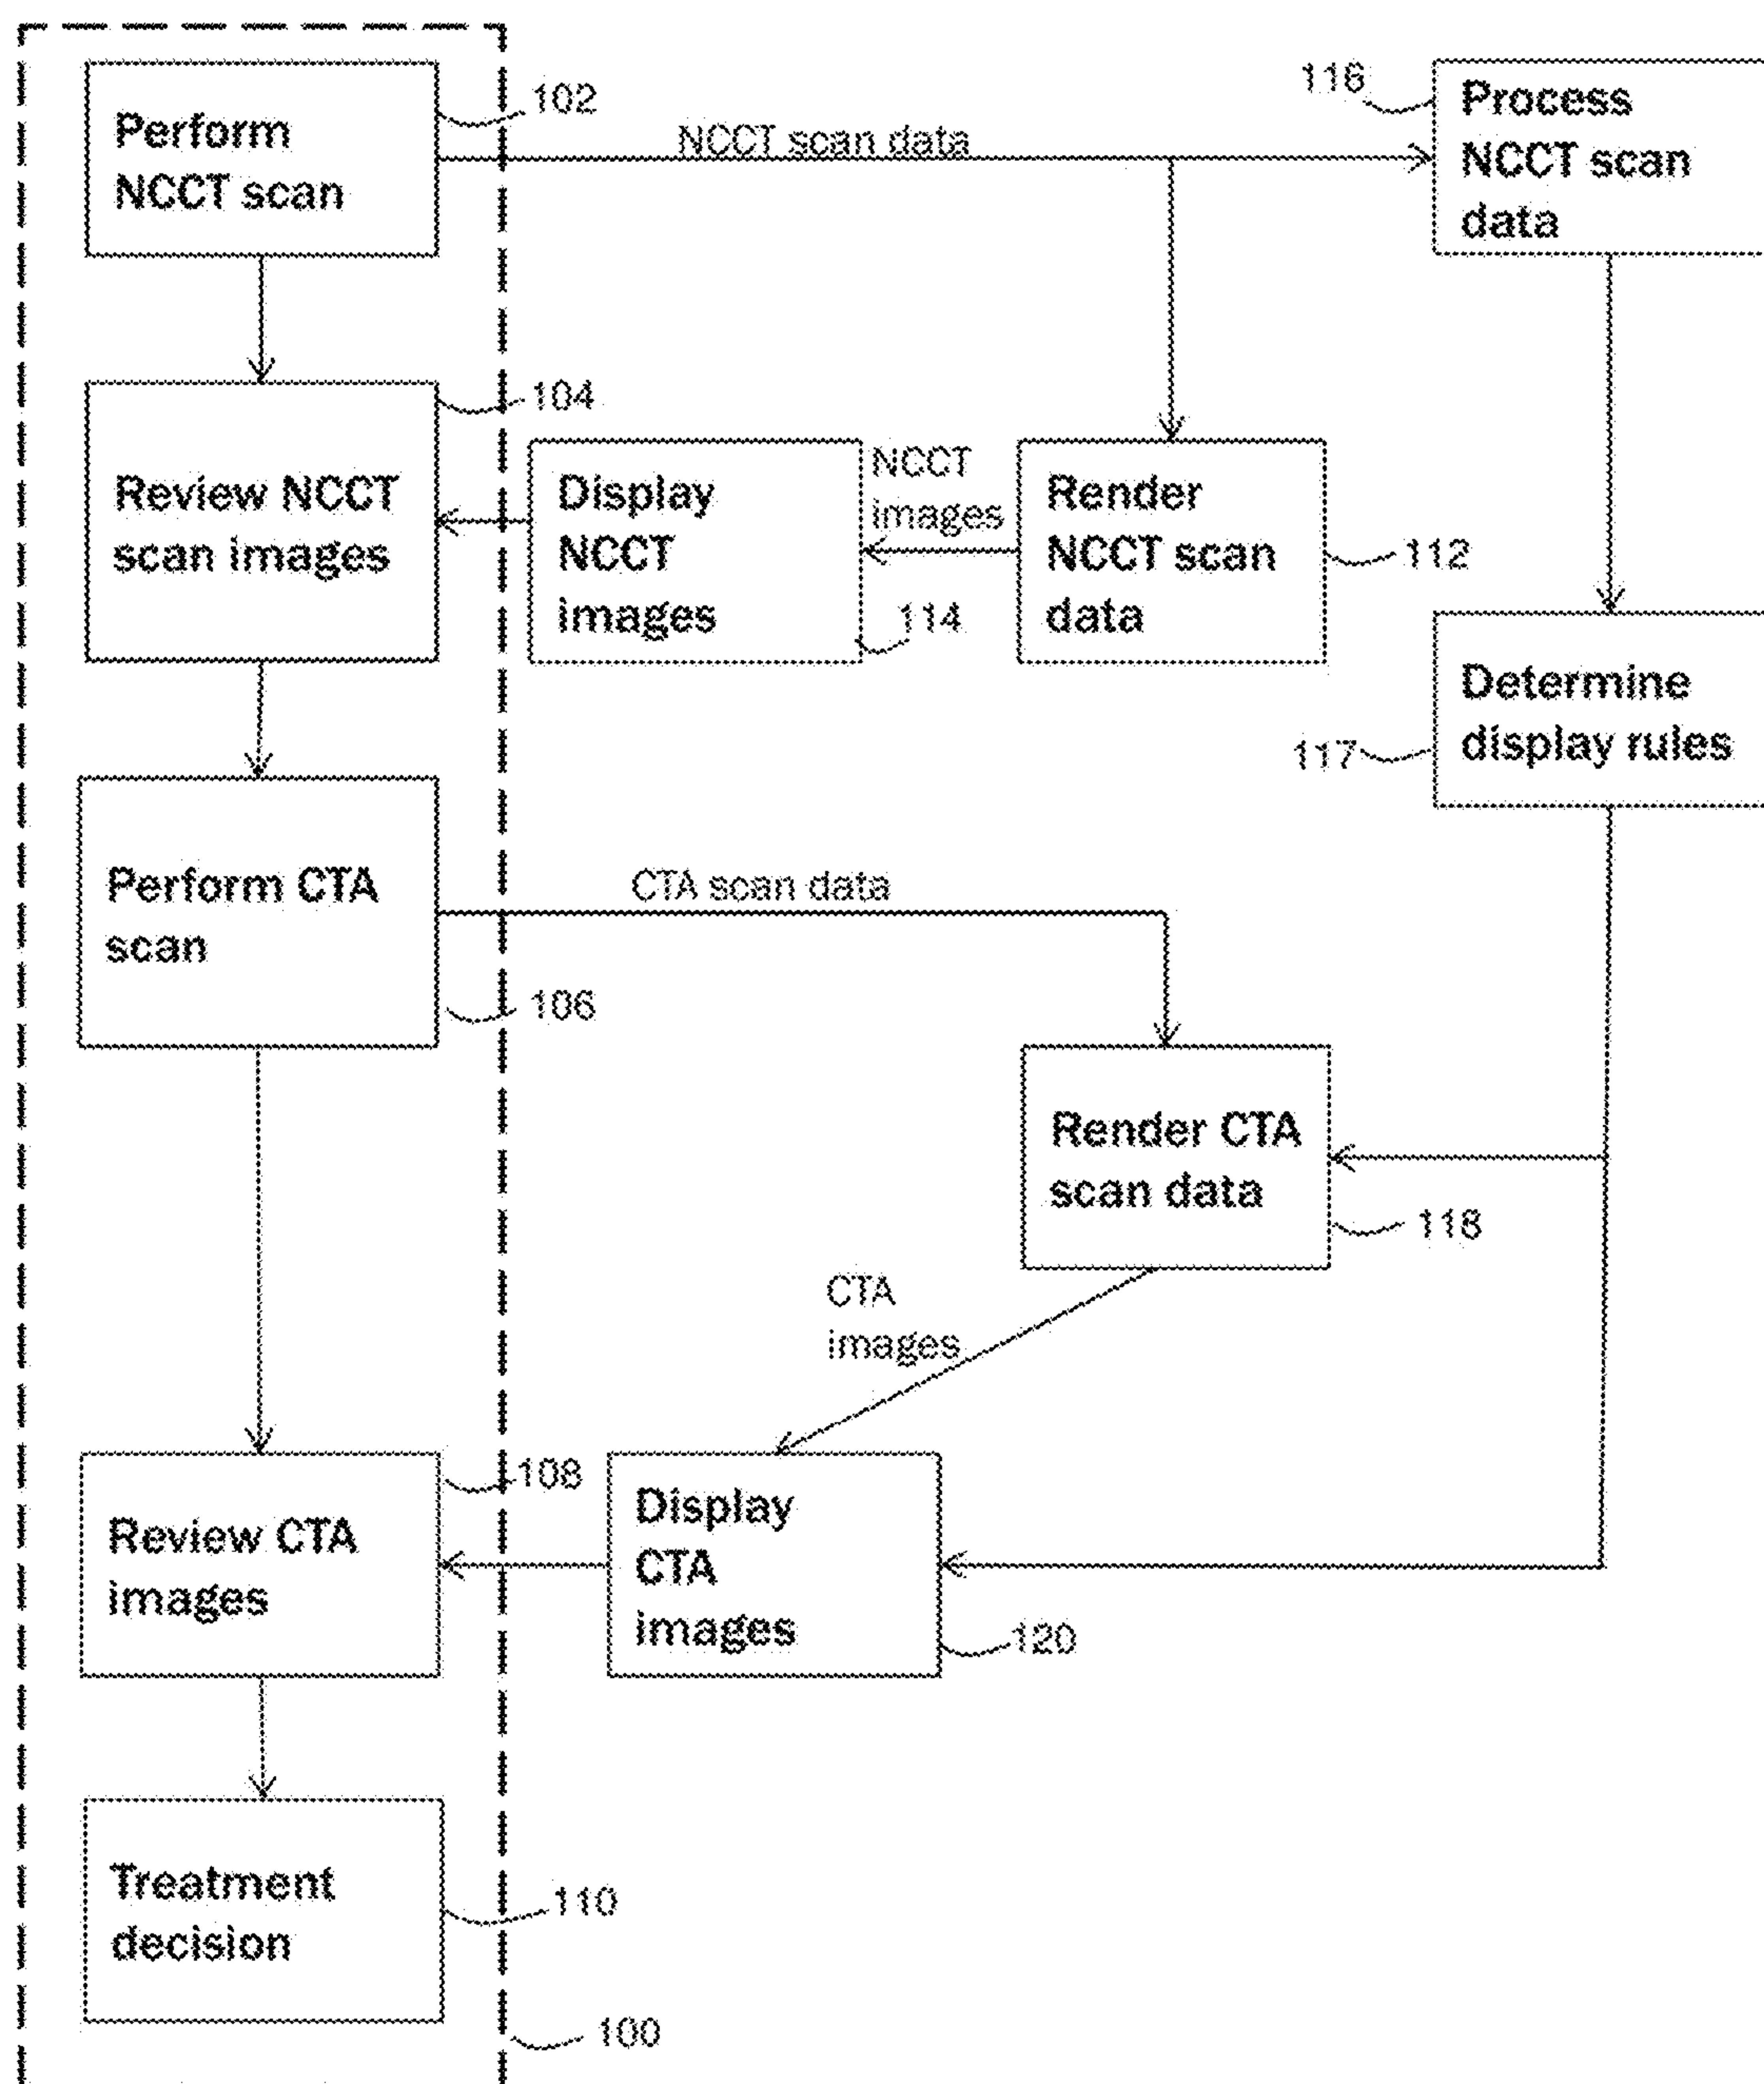 Perform
NCCT scan
102
NCCT scan data
116
Process
NCCT scan
data
104
Review NCCT
scan images
Display
NCCT
images
114
NCCT
images
Render
NCCT scan
data
112
Determine
display rules
117
Perform CTA
scan
106
CTA scan data
Render CTA
scan data
118
CTA
images
108
Review CTA
images
Display
CTA
images
120
Treatment
decision
110
100